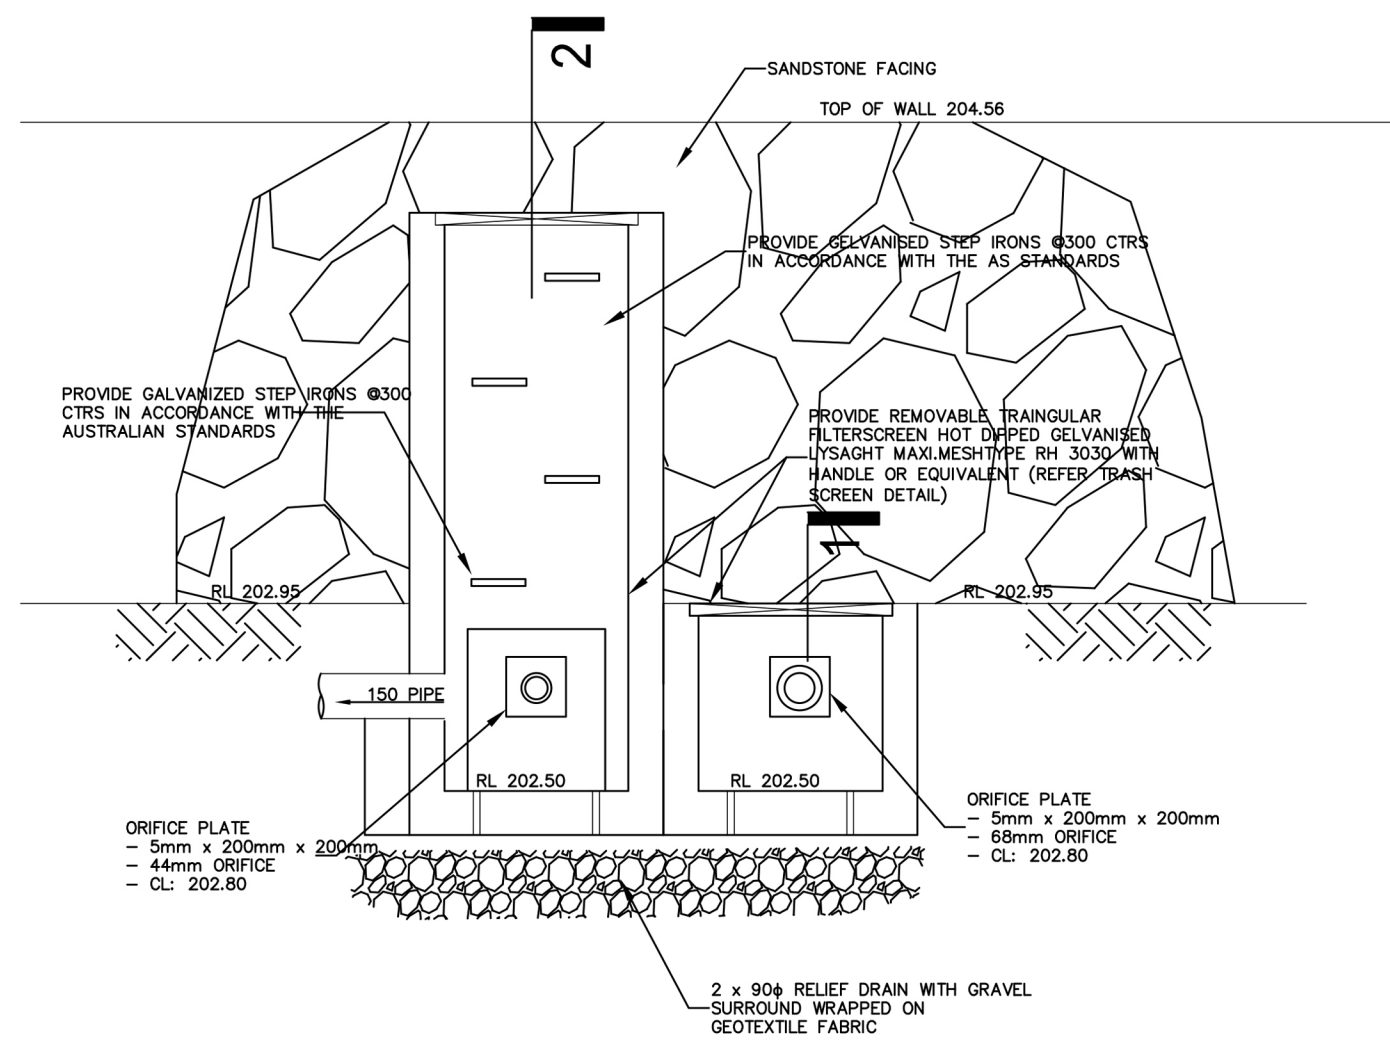 2
SANDSTONE FACING
TOP OF WALL 204.56
PROVIDE GELVANISED STEP IRONS @300 CTRS
IN ACCORDANCE WITH THE AS STANDARDS
PROVIDE GALVANIZED STEP IRONS @300
CTRS IN ACCORDANCE WITH THE
AUSTRALIAN STANDARDS
PROVIDE REMOVABLE TRAINGULAR
FILTERSCREEN HOT DIPPED GELVANISED
LYSAGHT MAXI.MESHTYPE RH 3030 WITH
HANDLE OR EQUIVALENT (REFER TRASH
SCREEN DETAIL)
1
RL 202.95
RL 202.95
150 PIPE
RL 202.50
RL 202.50
ORIFICE PLATE
- 5mm x 200mm x 200mm
- 44mm ORIFICE
- CL: 202.80
ORIFICE PLATE
- 5mm x 200mm x 200mm
- 68mm ORIFICE
- CL: 202.80
2 x 90ϕ RELIEF DRAIN WITH GRAVEL
SURROUND WRAPPED ON
GEOTEXTILE FABRIC